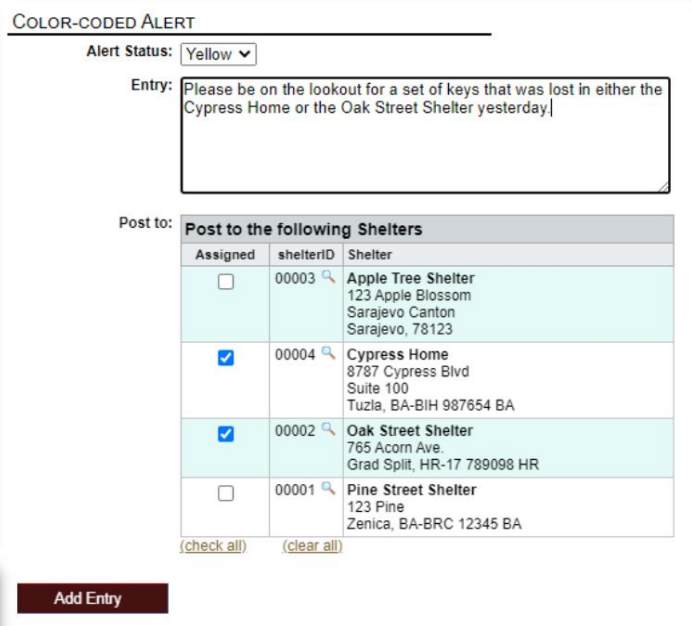 COLOR-CODED ALERT
Alert Status: Yellow
Entry: Please be on the lookout for a set of keys that was lost in either the
Cypress Home or the Oak Street Shelter yesterday.
Post to: Post to the following Shelters
Assigned shelterID Shelter
00003 Apple Tree Shelter
123 Apple Blossom
Sarajevo Canton
Sarajevo, 78123
00004 Cypress Home
8787 Cypress Blvd
Suite 100
Tuzla, BA-BIH 987654 BA
00002 Oak Street Shelter
765 Acorn Ave.
Grad Split, HR-17 789098 HR
00001 Pine Street Shelter
123 Pine
Zenica, BA-BRC 12345 BA
(check all) (clear all)
Add Entry